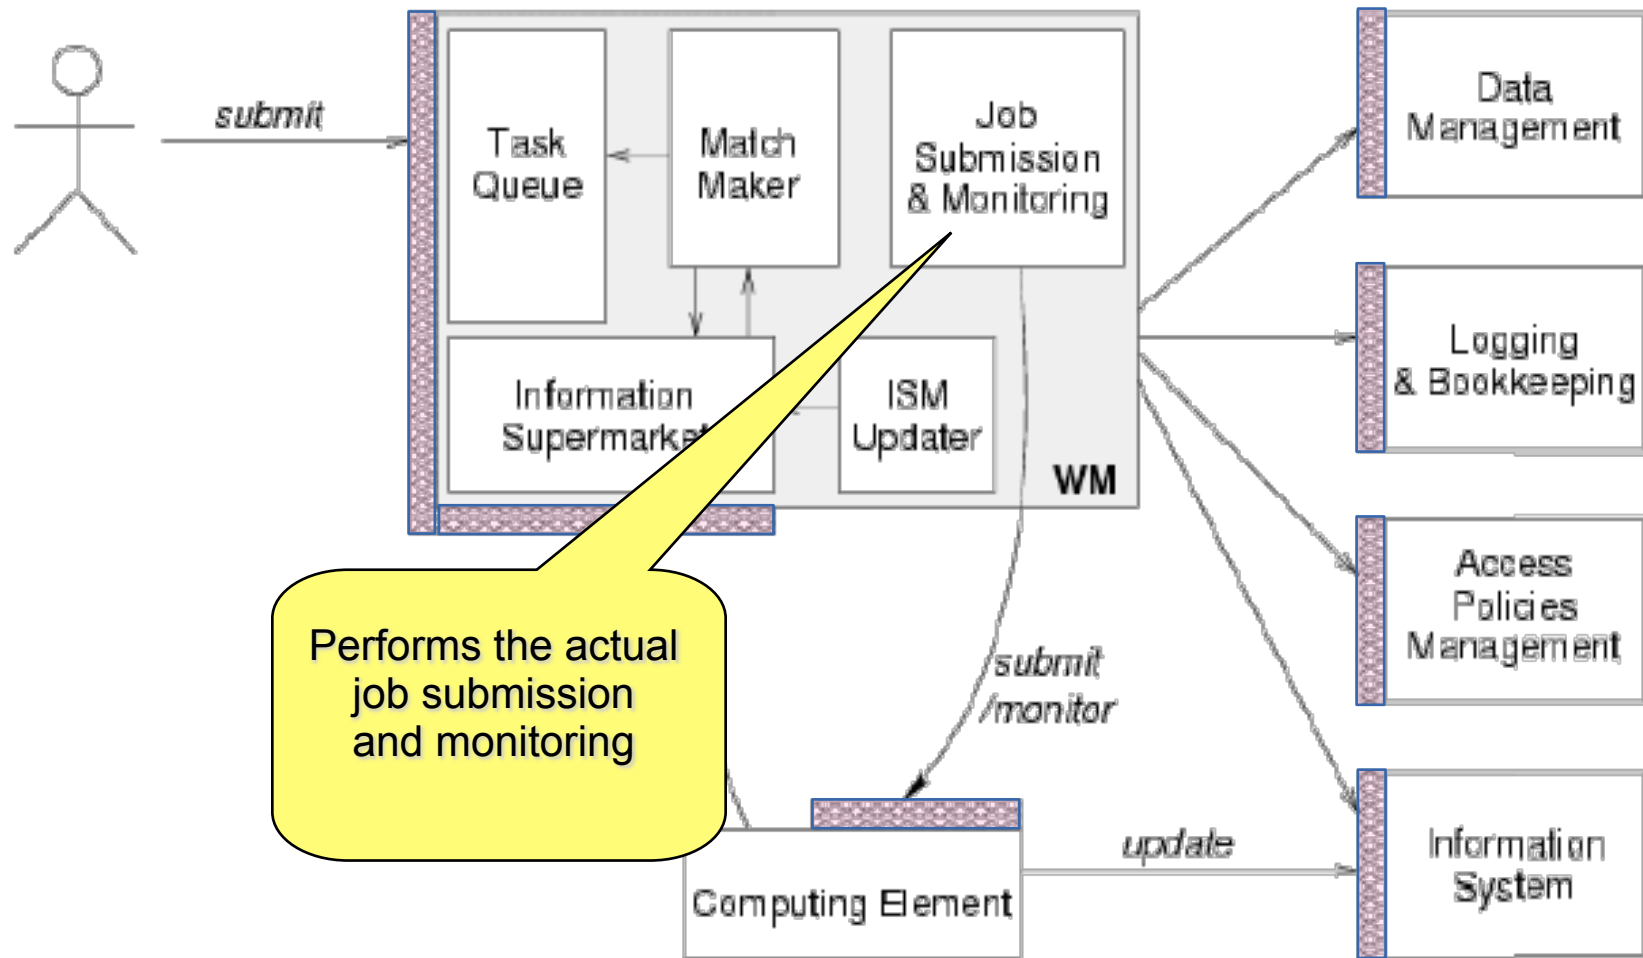 submit
Task
Queue
Match
Maker
Job
Submission
& Monitoring
Information
Supermarket
ISM
Updater
WM
Data
Management
Logging
& Bookkeeping
Access
Policies
Management
Information
System
Performs the actual
job submission
and monitoring
submit
/monitor
Computing Element
update